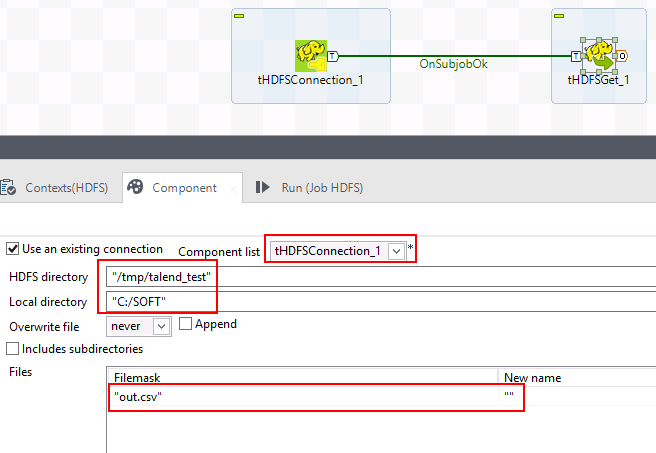 T
OnSubjobOk
T
O
tHDFSConnection_1
tHDFSGet_1
Contexts(HDFS)
Component
Run (Job HDFS)
Use an existing connection
Component list
tHDFSConnection_1
*
HDFS directory
"/tmp/talend_test"
Local directory
"C:/SOFT"
Overwrite file
never
Append
Includes subdirectories
Files
Filemask
New name
"out.csv"
""